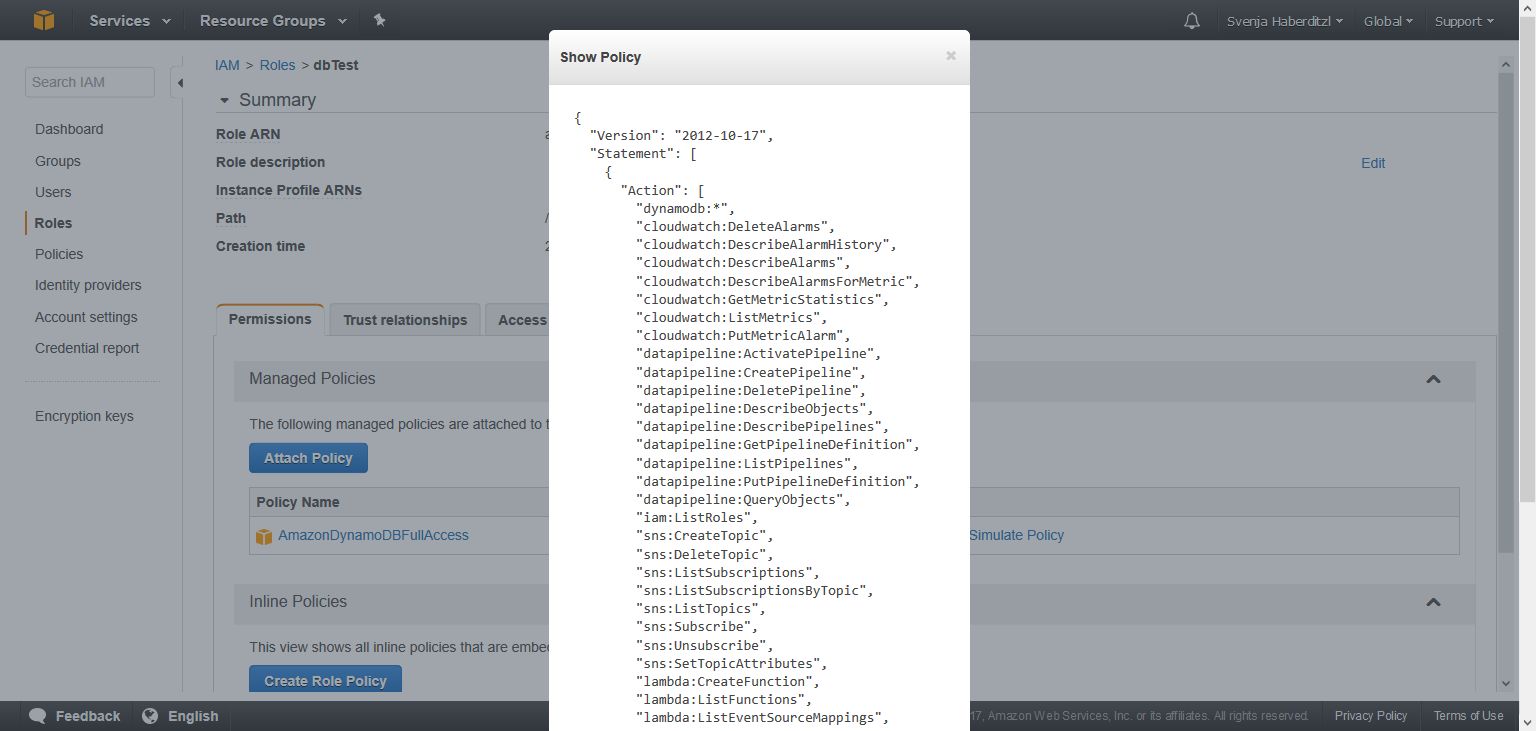 Services
Resource Groups
Svenja Haberditzl
Global
Support
Search IAM
Dashboard
Groups
Users
Roles
Policies
Identity providers
Account settings
Credential report
Encryption keys
IAM > Roles > dbTest
Summary
Role ARN
Role description
Edit
Instance Profile ARNs
Path /
Creation time 2
Permissions
Trust relationships
Access
Managed Policies
The following managed policies are attached to
Attach Policy
Policy Name
AmazonDynamoDBFullAccess
Simulate Policy
Inline Policies
This view shows all inline policies that are embe
Create Role Policy
Show Policy
{
"Version": "2012-10-17",
"Statement": [
{
"Action": [
"dynamodb:*",
"cloudwatch:DeleteAlarms",
"cloudwatch:DescribeAlarmHistory",
"cloudwatch:DescribeAlarms",
"cloudwatch:DescribeAlarmsForMetric",
"cloudwatch:GetMetricStatistics",
"cloudwatch:ListMetrics",
"cloudwatch:PutMetricAlarm",
"datapipeline:ActivatePipeline",
"datapipeline:CreatePipeline",
"datapipeline:DeletePipeline",
"datapipeline:DescribeObjects",
"datapipeline:DescribePipelines",
"datapipeline:GetPipelineDefinition",
"datapipeline:ListPipelines",
"datapipeline:PutPipelineDefinition",
"datapipeline:QueryObjects",
"iam:ListRoles",
"sns:CreateTopic",
"sns:DeleteTopic",
"sns:ListSubscriptions",
"sns:ListSubscriptionsByTopic",
"sns:ListTopics",
"sns:Subscribe",
"sns:Unsubscribe",
"sns:SetTopicAttributes",
"lambda:CreateFunction",
"lambda:ListFunctions",
"lambda:ListEventSourceMappings",
Feedback
English
17, Amazon Web Services, Inc. or its affiliates. All rights reserved.
Privacy Policy
Terms of Use